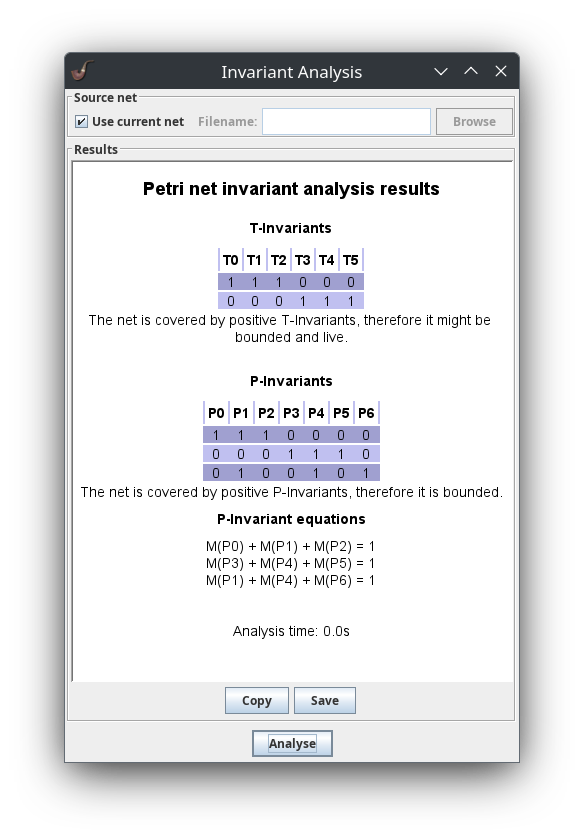 Invariant Analysis
Source net
Use current net Filename: Browse
Results
Petri net invariant analysis results
T-Invariants
T0 T1 T2 T3 T4 T5
1 1 1 0 0 0
0 0 0 1 1 1
The net is covered by positive T-Invariants, therefore it might be
bounded and live.
P-Invariants
P0 P1 P2 P3 P4 P5 P6
1 1 1 0 0 0 0
0 0 0 1 1 1 0
0 1 0 0 1 0 1
The net is covered by positive P-Invariants, therefore it is bounded.
P-Invariant equations
M(P0) + M(P1) + M(P2) = 1
M(P3) + M(P4) + M(P5) = 1
M(P1) + M(P4) + M(P6) = 1
Analysis time: 0.0s
Copy Save
Analyse